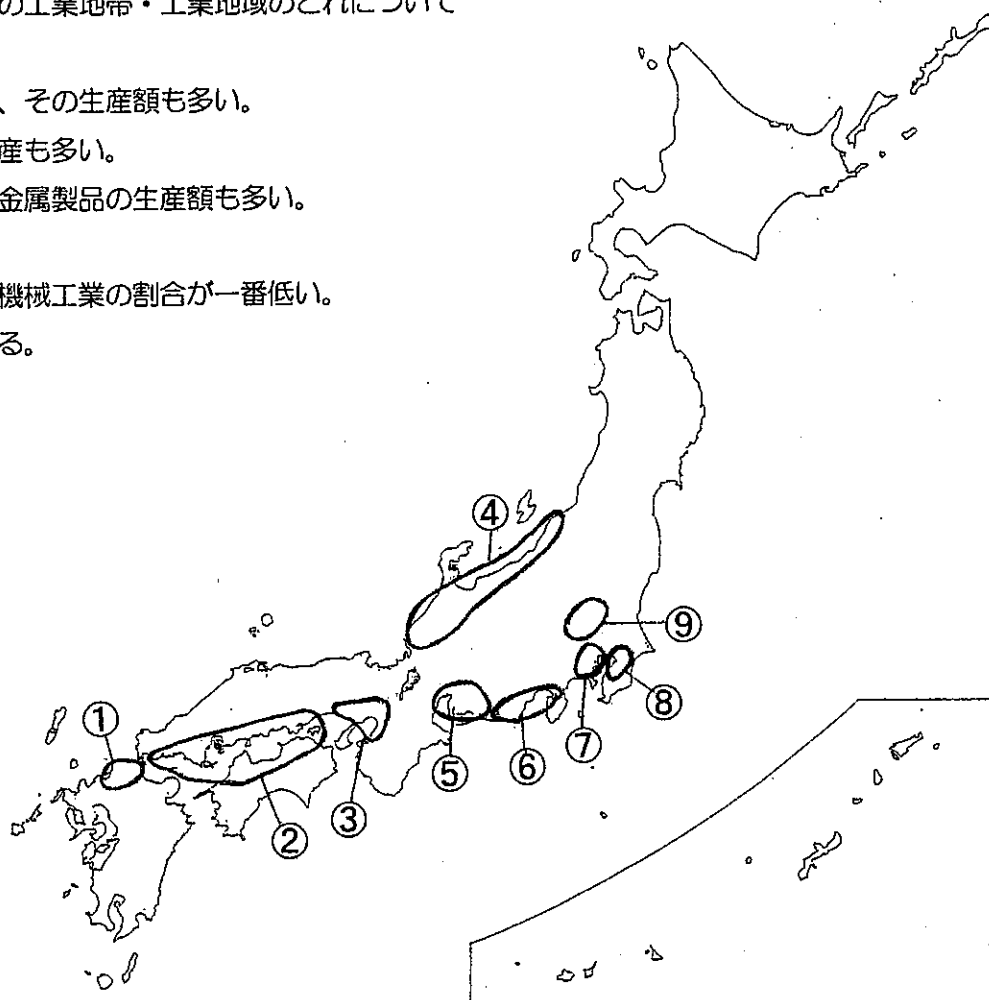 の工業地帯・工業地域のどれについて
、その生産額も多い。
産も多い。
金属製品の生産額も多い。
機械工業の割合が一番低い。
る。
④
⑨
①
⑧
⑦
⑤
⑥
③
②